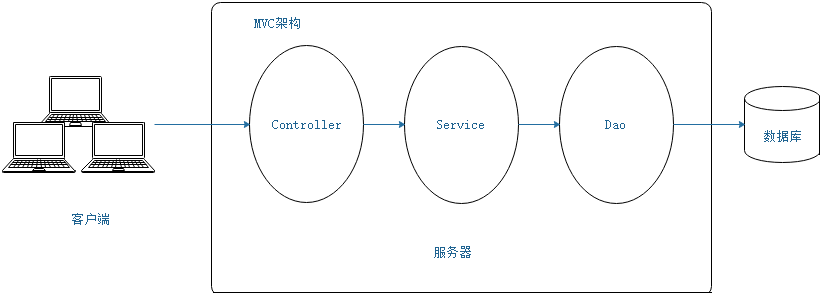 MVC架构
Controller
Service
Dao
数据库
客户端
服务器